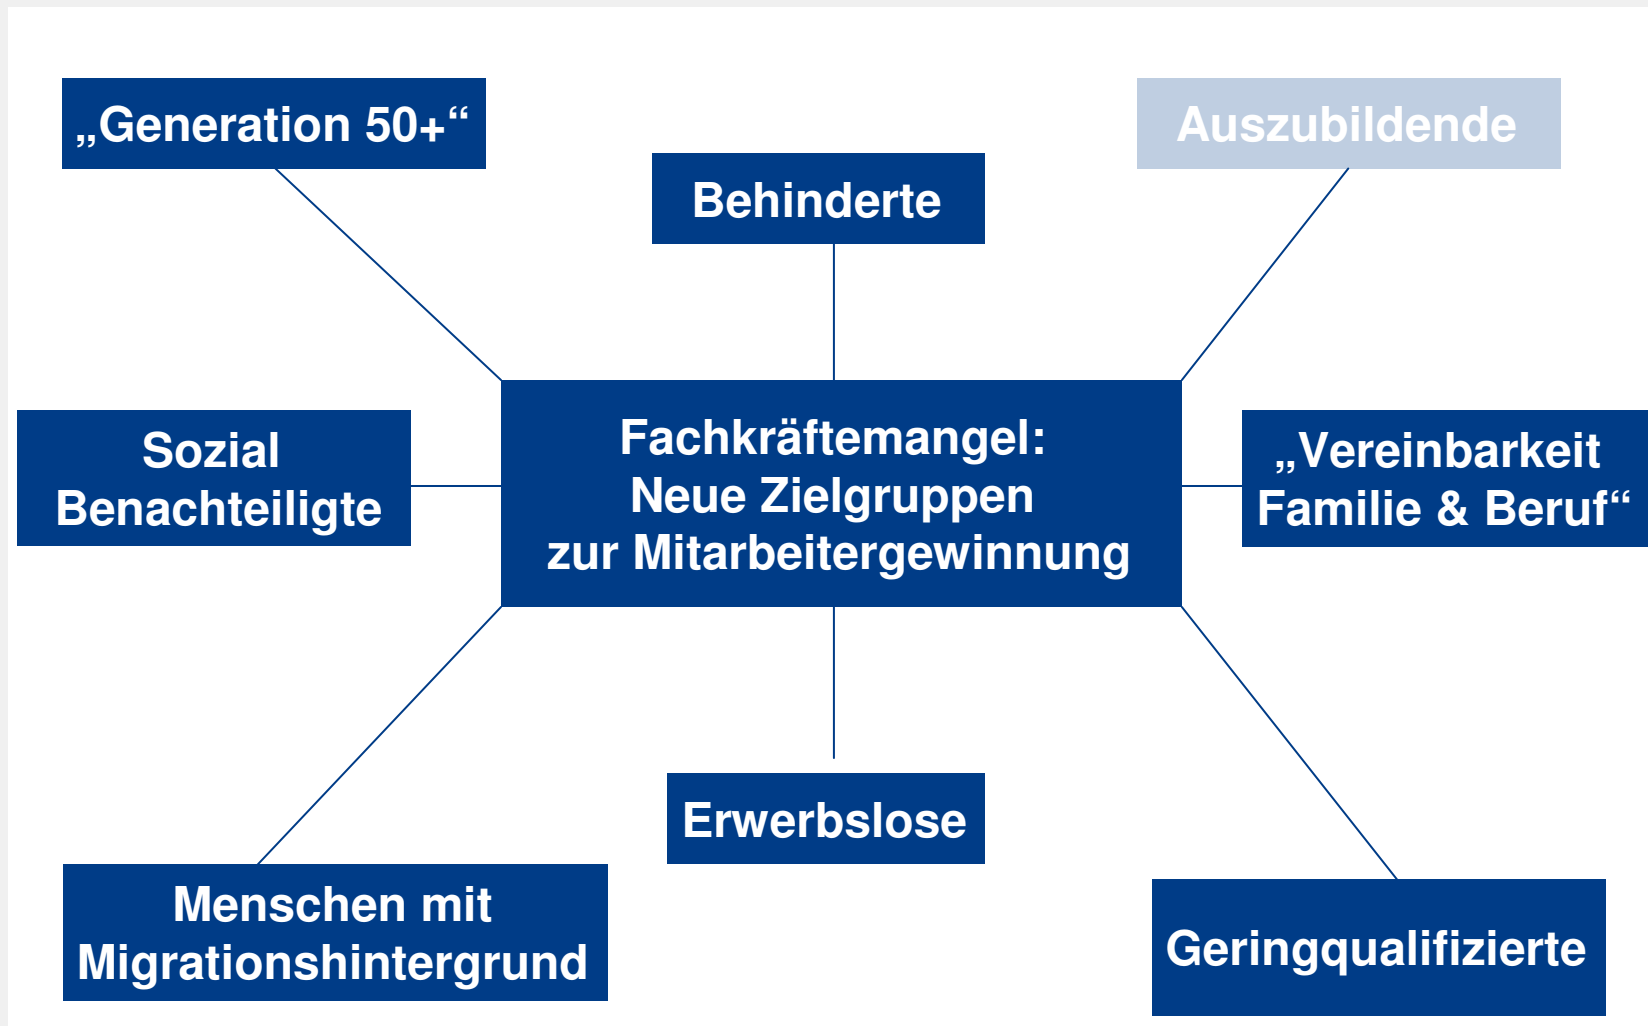 „Generation 50+“
Auszubildende
Behinderte
Sozial
Benachteiligte
Fachkräftemangel:
Neue Zielgruppen
zur Mitarbeitergewinnung
„Vereinbarkeit
Familie & Beruf“
Erwerbslose
Menschen mit
Migrationshintergrund
Geringqualifizierte